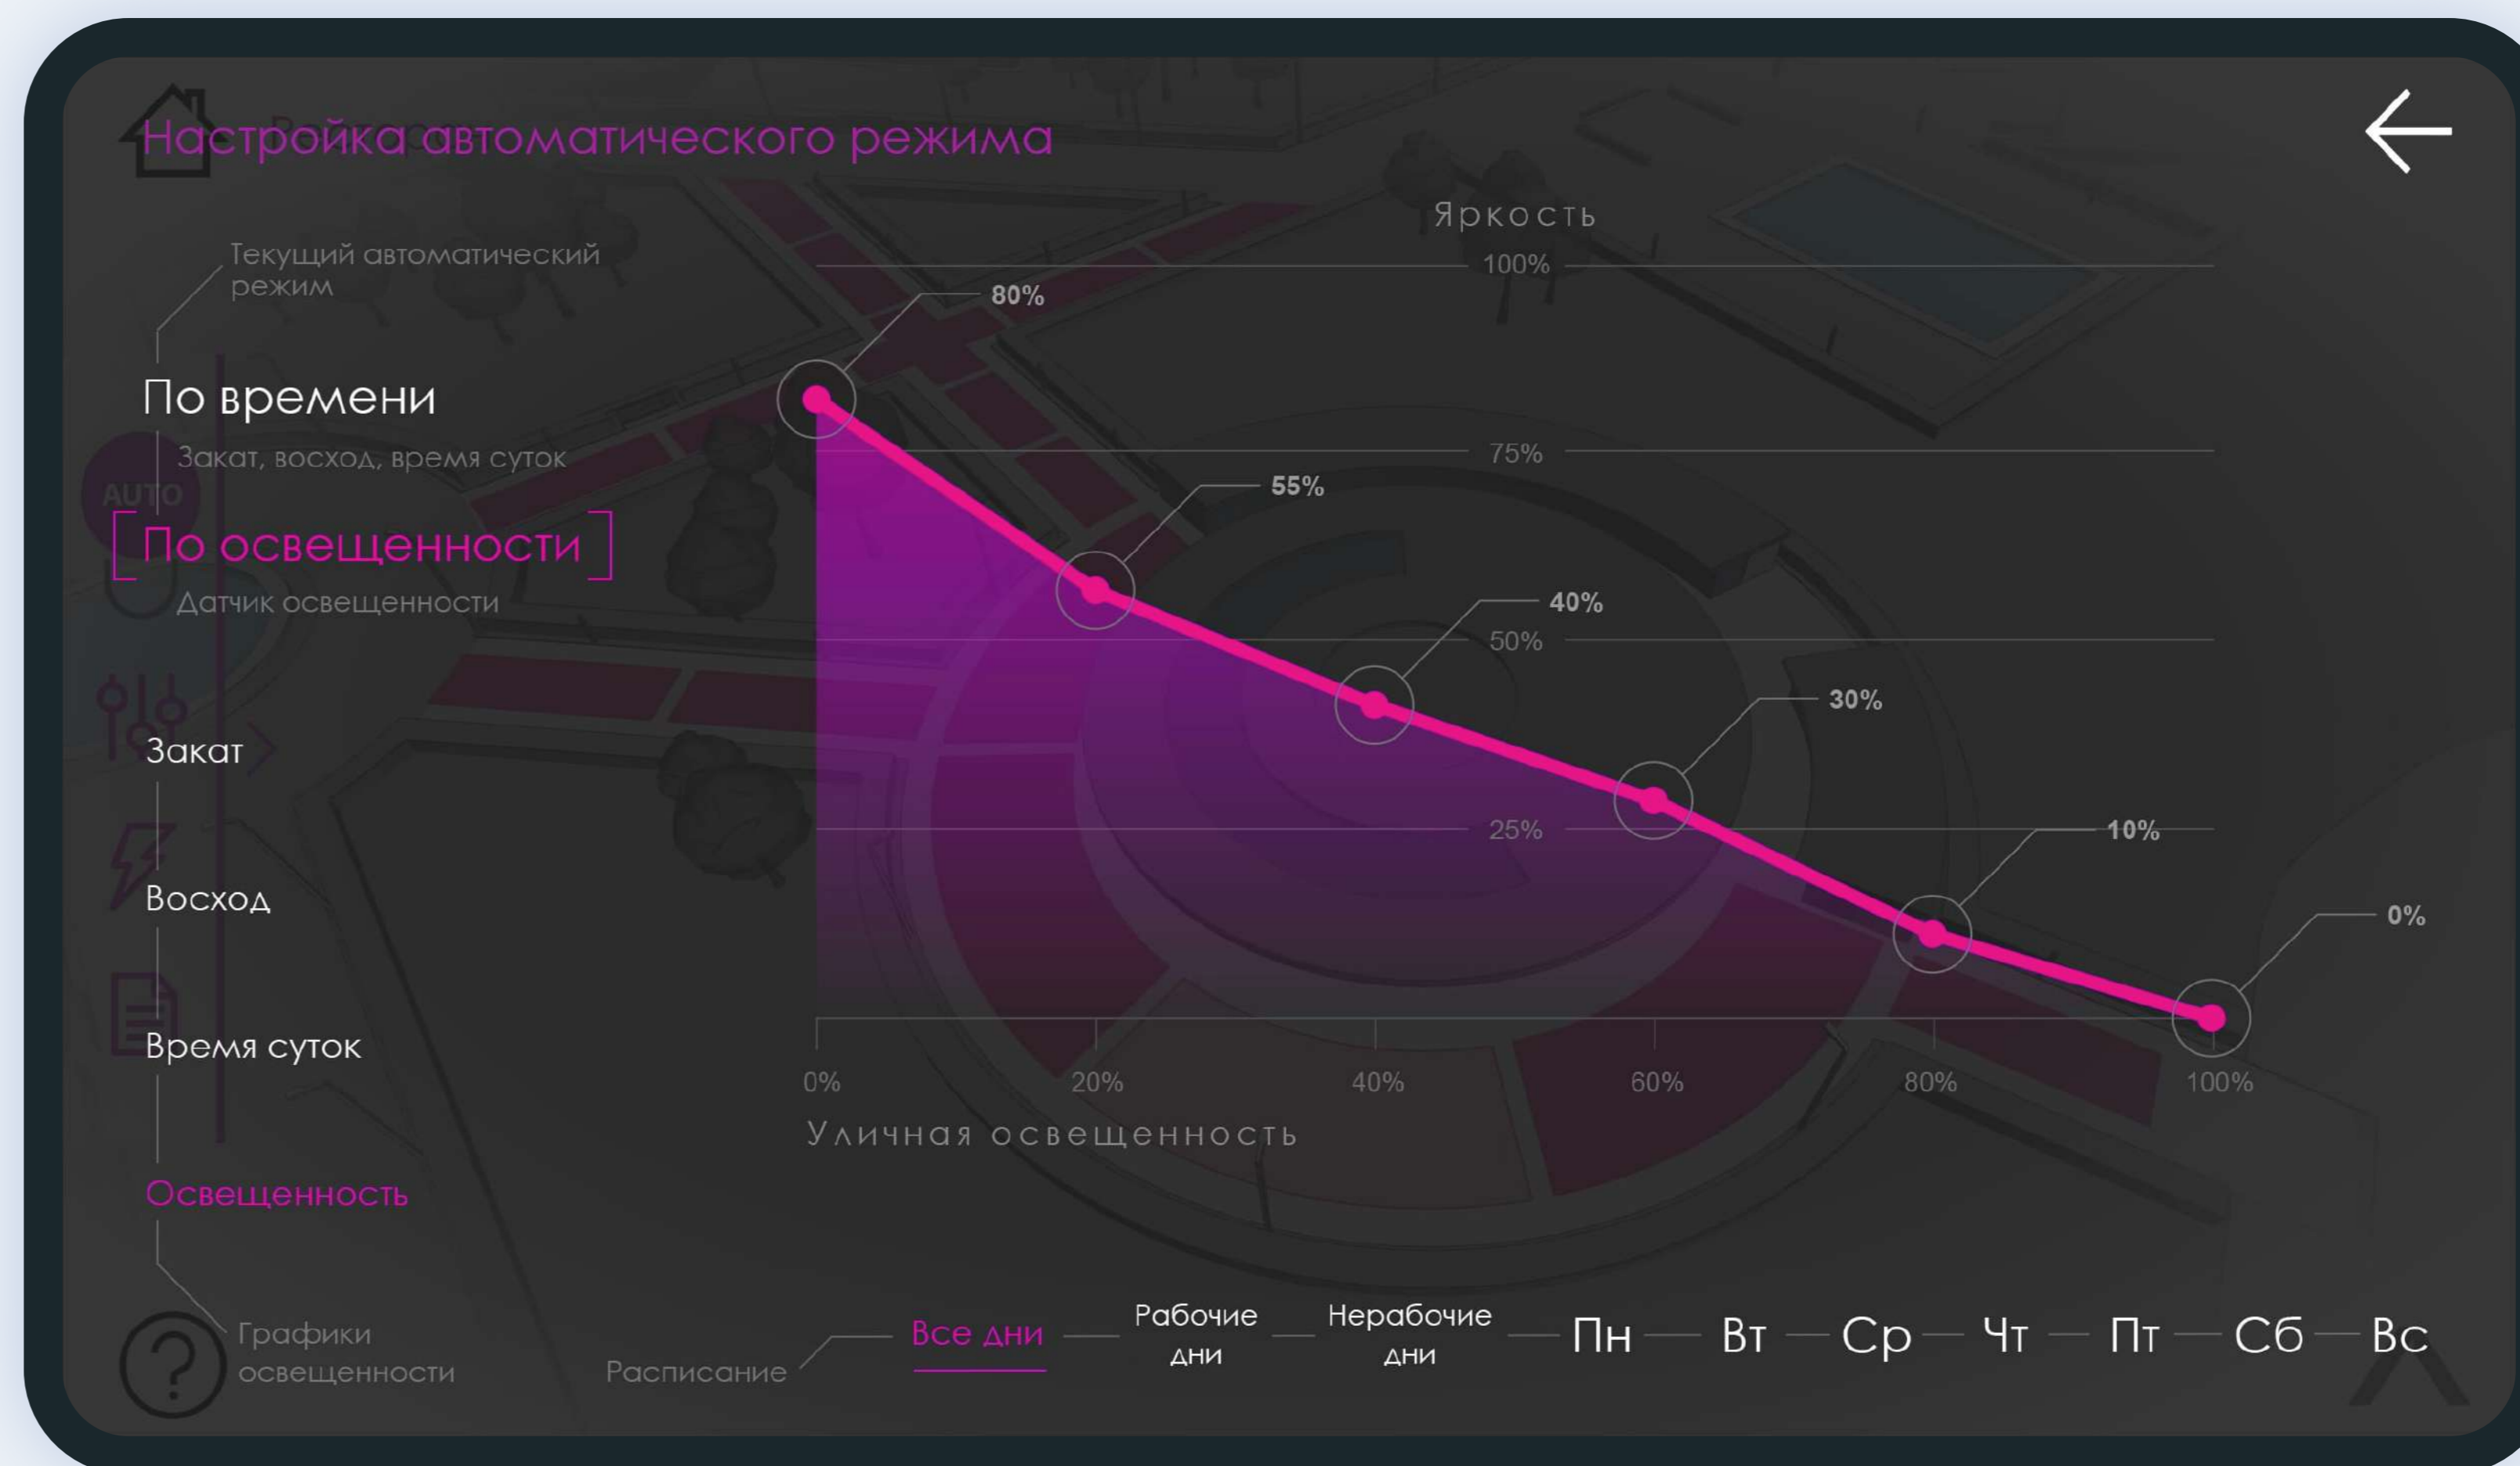 Настройка автоматического режима
Текущий автоматический
режим
По времени
Закат, восход, время суток
AUTO
По освещенности
Датчик освещенности
Закат
Восход
Время суток
Освещенность
Графики
освещенности
Яркость
100%
75%
50%
25%
80%
55%
40%
30%
10%
0%
0% 20% 40% 60% 80% 100%
Уличная освещенность
Расписание
Все дни
Рабочие
дни
Нерабочие
дни
Пн Вт Ср Чт Пт Сб Вс
?